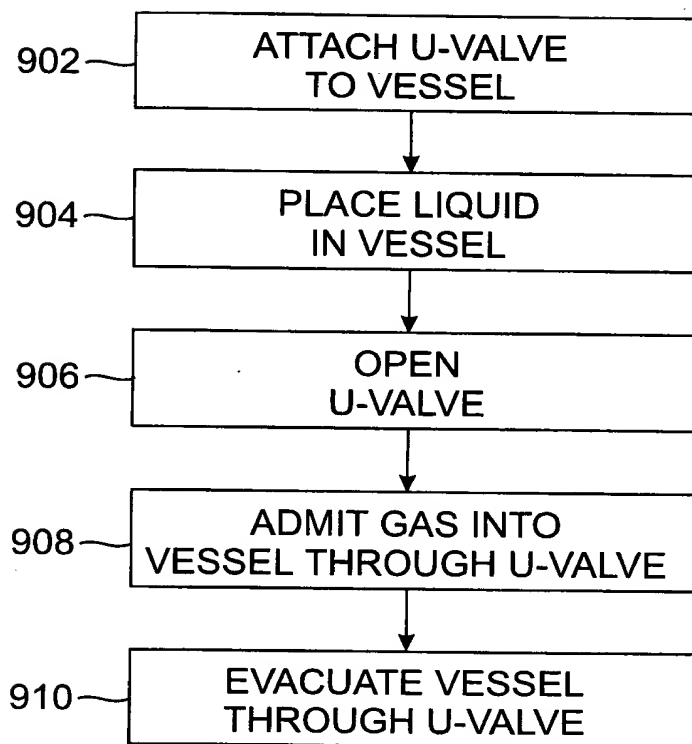 902
ATTACH U-VALVE
TO VESSEL
904
PLACE LIQUID
IN VESSEL
906
OPEN
U-VALVE
908
ADMIT GAS INTO
VESSEL THROUGH U-VALVE
910
EVACUATE VESSEL
THROUGH U-VALVE